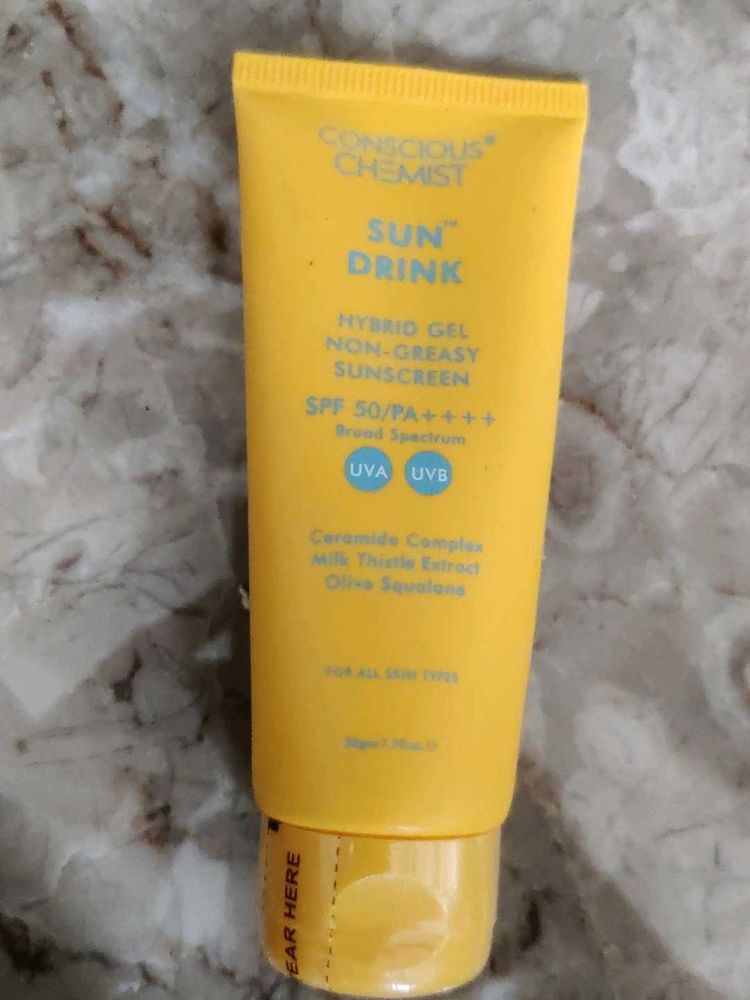 CONSCIOUS®
CHEMIST
SUN™
DRINK
HYBRID GEL
NON-GREASY
SUNSCREEN
SPF 50/PA++++
Broad Spectrum
UVA UVB
Ceramide Complex
Milk Thistle Extract
Olive Squalane
FOR ALL SKIN TYPES
EAR HERE